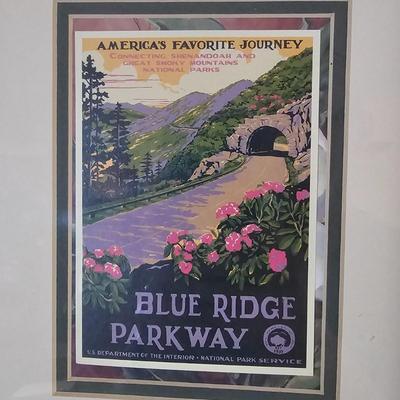 AMERICA'S FAVORITE JOURNEY
CONNECTING SHENANDOAH AND
GREAT SMOKY MOUNTAINS
NATIONAL PARKS
BLUE RIDGE
PARKWAY
U.S. DEPARTMENT OF THE INTERIOR · NATIONAL PARK SERVICE